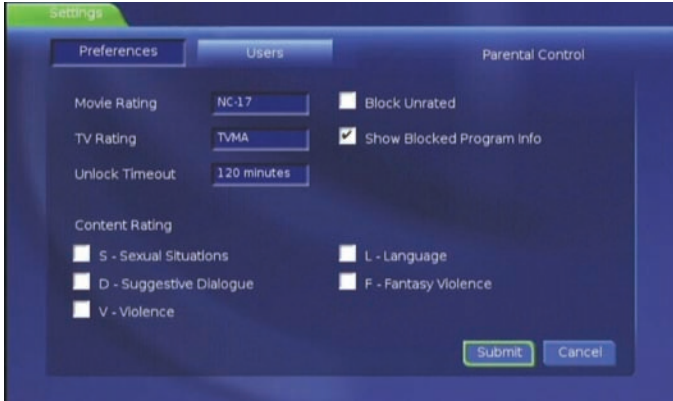 Settings
Preferences Users Parental Control
Movie Rating NC-17 Block Unrated
TV Rating TVMA Show Blocked Program Info
Unlock Timeout 120 minutes
Content Rating
S - Sexual Situations L - Language
D - Suggestive Dialogue F - Fantasy Violence
V - Violence
Submit Cancel